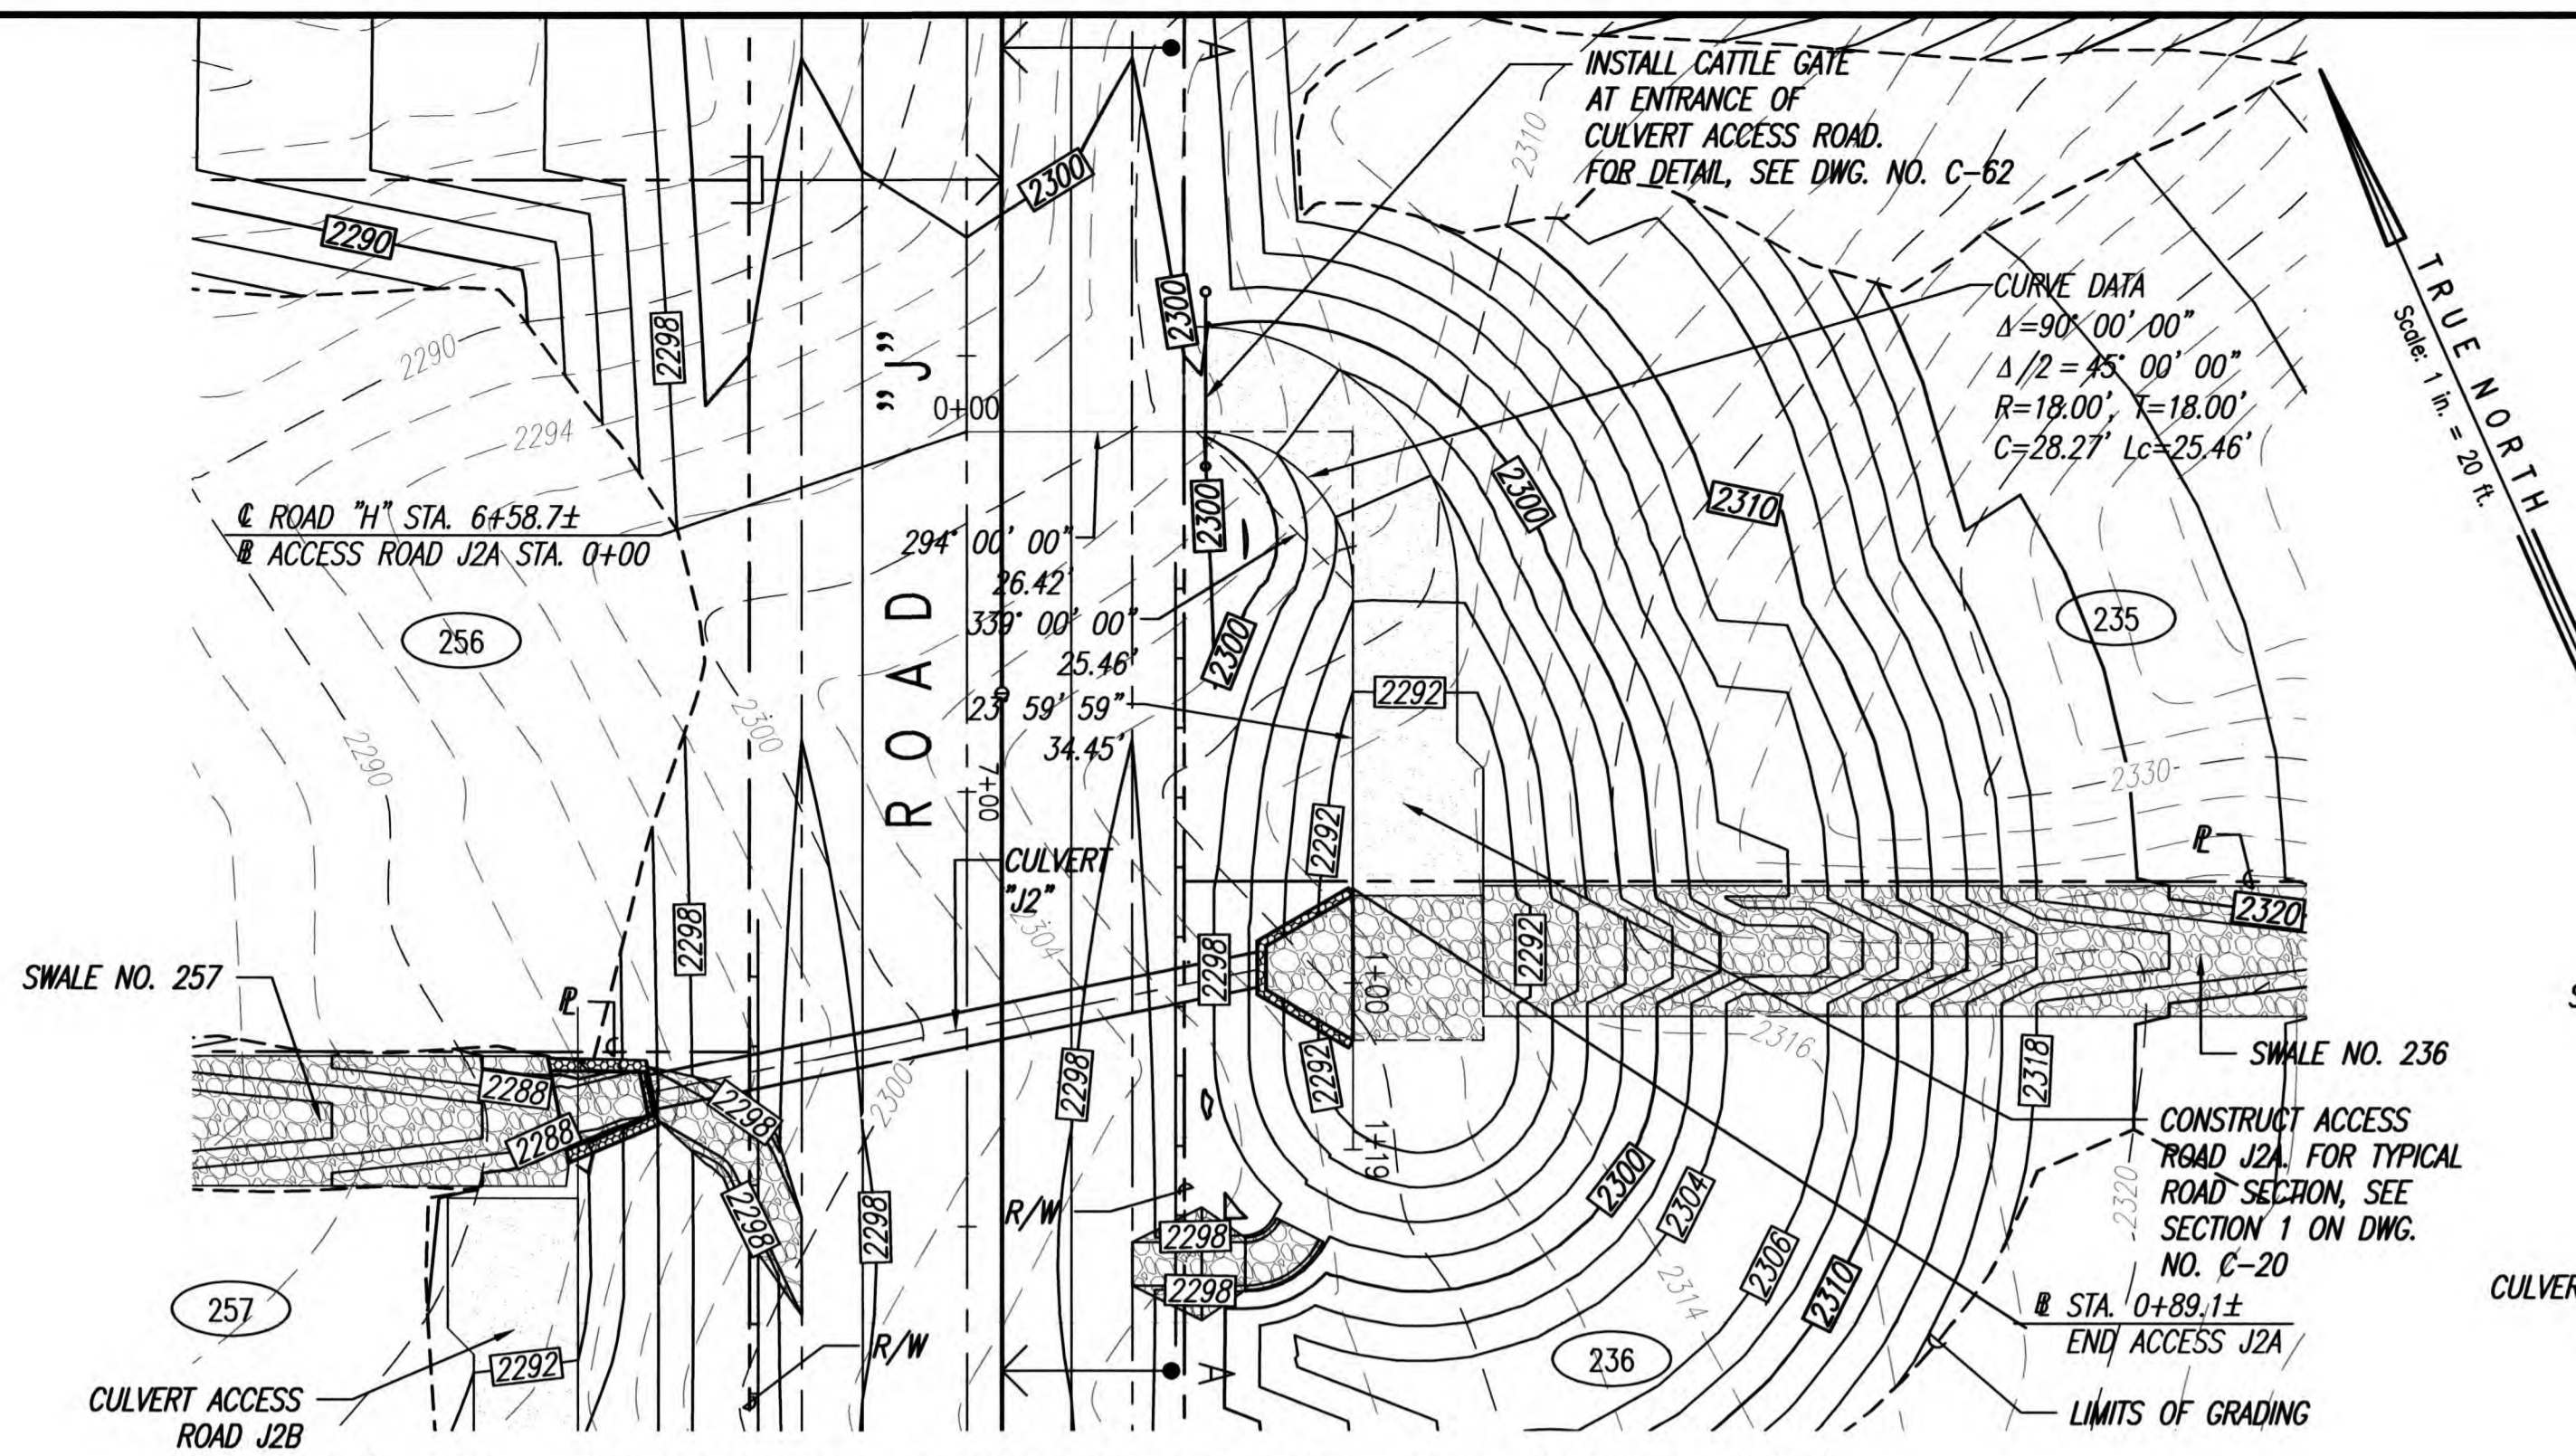 INSTALL CATTLE GATE
AT ENTRANCE OF
CULVERT ACCESS ROAD.
FOR DETAIL, SEE DWG. NO. C-62
A
2310
2300
2290
2298
2300
TRUE NORTH
Scale: 1 in. = 20 ft.
CURVE DATA
Δ=90° 00' 00"
Δ/2 = 45° 00' 00"
R=18.00', T=18.00'
C=28.27' Lc=25.46'
2290
2294
ROAD "J"
0+00
2300
2300
2310
℄ ROAD "H" STA. 6+58.7±
ACCESS ROAD J2A STA. 0+00
294° 00' 00"
26.42'
339° 00' 00"
25.46'
23° 59' 59"
34.45'
2300
2300
2292
256
235
2290
2300
7+00
2292
2330
CULVERT
"J2"
2304
2298
2298
2292
2320
SWALE NO. 257
1+00
2316
2318
SWALE NO. 236
2288
2288
2298
2298
2300
2298
2298
2292
1+19
CONSTRUCT ACCESS
ROAD J2A. FOR TYPICAL
ROAD SECTION, SEE
SECTION 1 ON DWG.
NO. C-20
2320
R/W
2298
2298
2300
2304
2306
2310
2314
257
236
STA. 0+89.1±
END ACCESS J2A
R/W
2292
A
CULVERT ACCESS
ROAD J2B
LIMITS OF GRADING